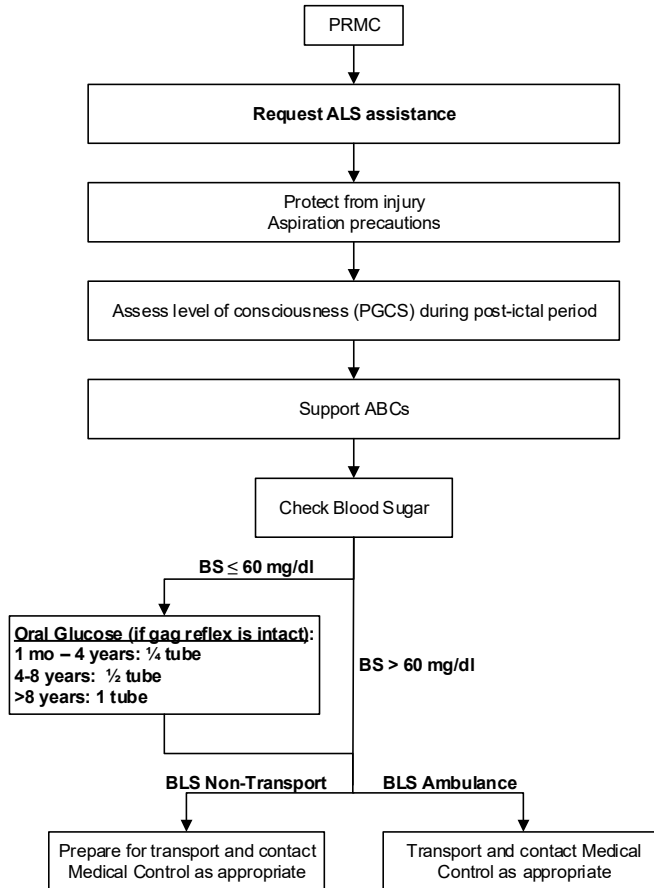 PRMC
Request ALS assistance
Protect from injury
Aspiration precautions
Assess level of consciousness (PGCS) during post-ictal period
Support ABCs
Check Blood Sugar
BS ≤ 60 mg/dl
Oral Glucose (if gag reflex is intact):
1 mo – 4 years: ¼ tube
4-8 years: ½ tube
>8 years: 1 tube
BS > 60 mg/dl
BLS Non-Transport
BLS Ambulance
Prepare for transport and contact
Medical Control as appropriate
Transport and contact Medical
Control as appropriate